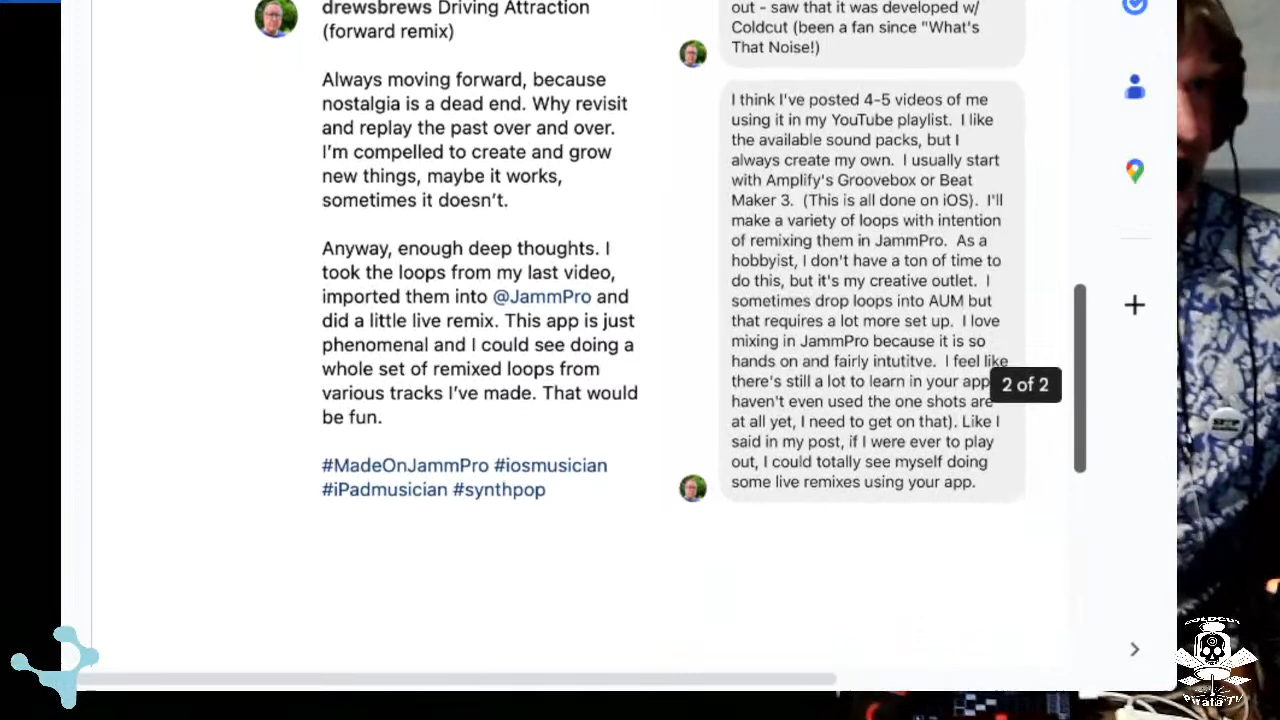 drewsbrews Driving Attraction
(forward remix)
Always moving forward, because
nostalgia is a dead end. Why revisit
and replay the past over and over.
I'm compelled to create and grow
new things, maybe it works,
sometimes it doesn't.
Anyway, enough deep thoughts. I
took the loops from my last video,
imported them into @JammPro and
did a little live remix. This app is just
phenomenal and I could see doing a
whole set of remixed loops from
various tracks I've made. That would
be fun.
#MadeOnJammPro #iosmusician
#iPadmusician #synthpop
out - saw that it was developed w/
Coldcut (been a fan since "What's
That Noise!)
I think I've posted 4-5 videos of me
using it in my YouTube playlist. I like
the available sound packs, but I
always create my own. I usually start
with Amplify's Groovebox or Beat
Maker 3. (This is all done on iOS). I'll
make a variety of loops with intention
of remixing them in JammPro. As a
hobbyist, I don't have a ton of time to
do this, but it's my creative outlet. I
sometimes drop loops into AUM but
that requires a lot more set up. I love
mixing in JammPro because it is so
hands on and fairly intutitve. I feel like
there's still a lot to learn in your app
haven't even used the one shots are
at all yet, I need to get on that). Like I
said in my post, if I were ever to play
out, I could totally see myself doing
some live remixes using your app.
2 of 2
COLDCUT
Pirate TV